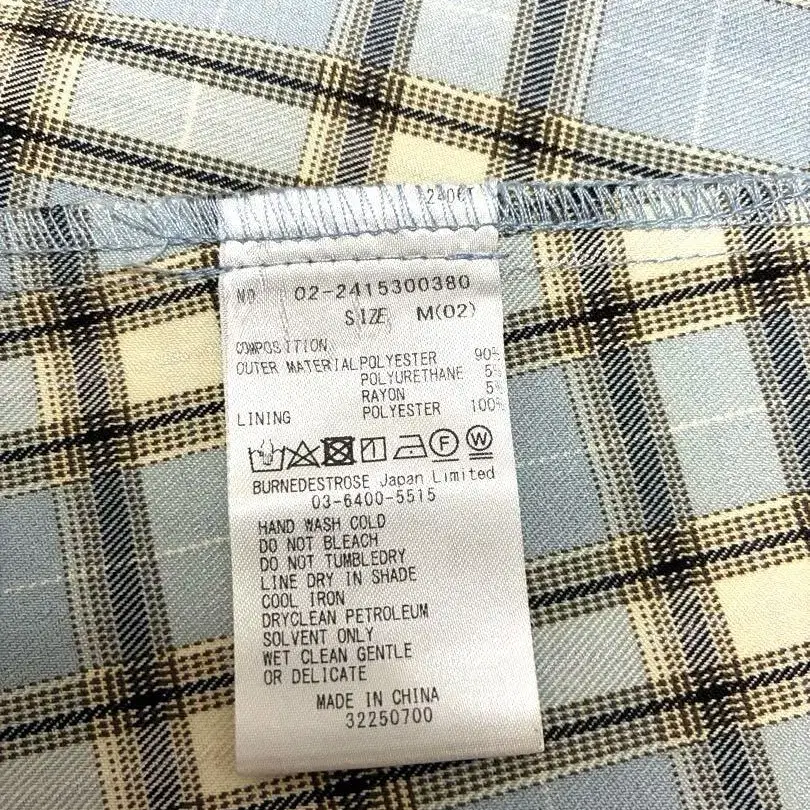 2406T
NO 02-2415300380
SIZE M(02)
COMPOSITION
OUTER MATERIAL POLYESTER 90%
POLYURETHANE 5%
RAYON 5%
LINING POLYESTER 100%
F W
BURNEDESTROSE Japan Limited
03-6400-5515
HAND WASH COLD
DO NOT BLEACH
DO NOT TUMBLEDRY
LINE DRY IN SHADE
COOL IRON
DRYCLEAN PETROLEUM
SOLVENT ONLY
WET CLEAN GENTLE
OR DELICATE
MADE IN CHINA
32250700